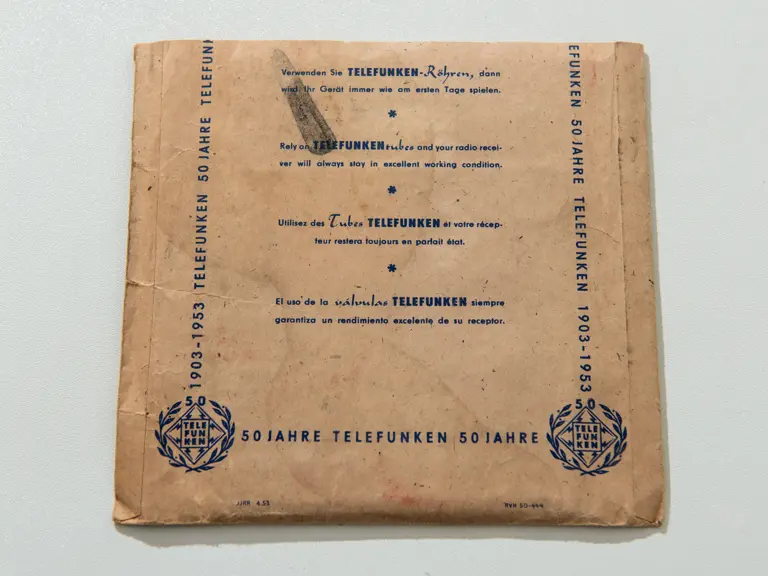 Verwenden Sie TELEFUNKEN-Röhren, dann
wird Ihr Gerät immer wie am ersten Tage spielen.
*
Rely on TELEFUNKEN tubes and your radio recei-
ver will always stay in excellent working condition.
*
Utilisez des Tubes TELEFUNKEN et votre récep-
teur restera toujours en parfait état.
*
El uso de la válvulas TELEFUNKEN siempre
garantiza un rendimiento excelente de su receptor.
1903-1953 TELEFUNKEN 50 JAHRE TELEFUN
EFUNKEN 50 JAHRE TELEFUNKEN 1903-1953
50
TELE
FUN
KEN
50 JAHRE TELEFUNKEN 50 JAHRE
50
TELE
FUN
KEN
4.53